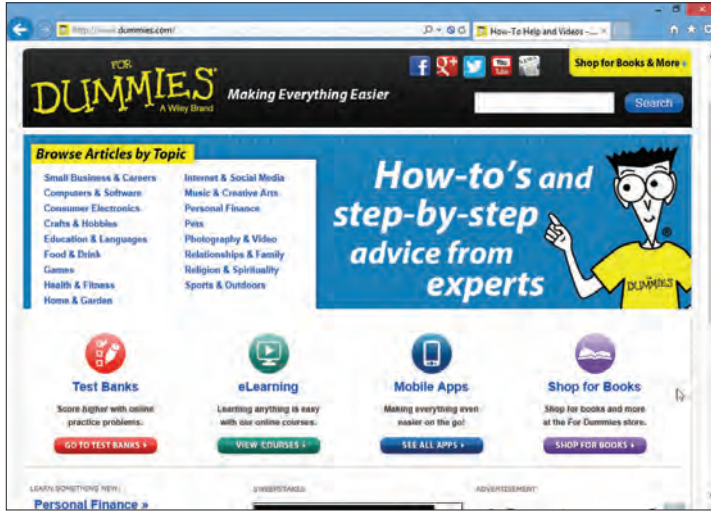 http://www.dummies.com/
How-To Help and Videos -...
FOR
DUMMIES
A Wiley Brand
Making Everything Easier
f
g+
You
Tube
Shop for Books & More
Search
Browse Articles by Topic
Small Business & Careers
Computers & Software
Consumer Electronics
Crafts & Hobbies
Education & Languages
Food & Drink
Games
Health & Fitness
Home & Garden
Internet & Social Media
Music & Creative Arts
Personal Finance
Pets
Photography & Video
Relationships & Family
Religion & Spirituality
Sports & Outdoors
How-to's and
step-by-step
advice from
experts
®
DUMMIES
Test Banks
Score higher with online
practice problems.
GO TO TEST BANKS
eLearning
Learning anything is easy
with our online courses.
VIEW COURSES
Mobile Apps
Making everything even
easier on the go!
SEE ALL APPS
Shop for Books
Shop for books and more
at the For Dummies store.
SHOP FOR BOOKS
LEARN SOMETHING NEW:
SWEEPSTAKES
ADVERTISEMENT
Personal Finance »